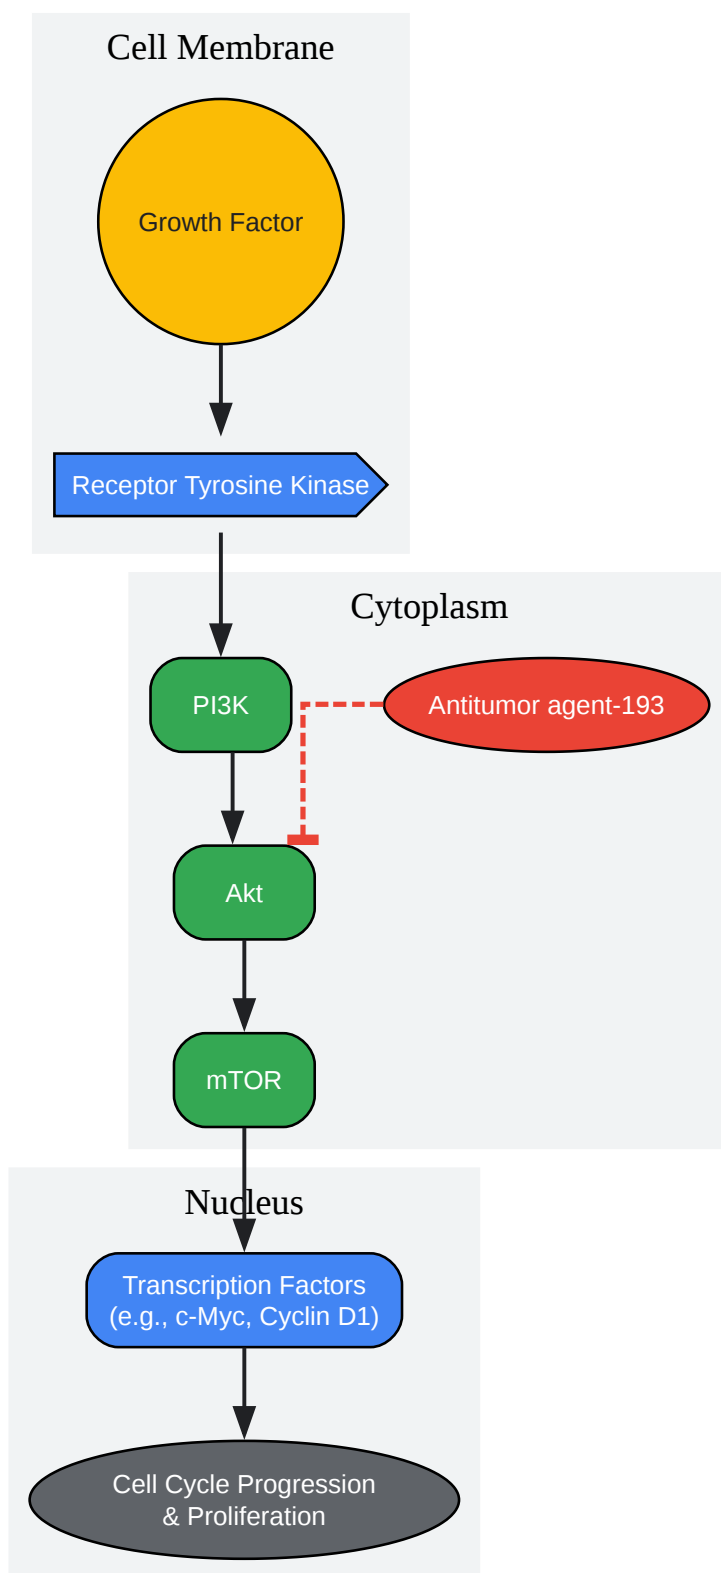 Cell Membrane
Growth Factor
Receptor Tyrosine Kinase
Cytoplasm
PI3K
Antitumor agent-193
Akt
mTOR
Nucleus
Transcription Factors
(e.g., c-Myc, Cyclin D1)
Cell Cycle Progression
& Proliferation